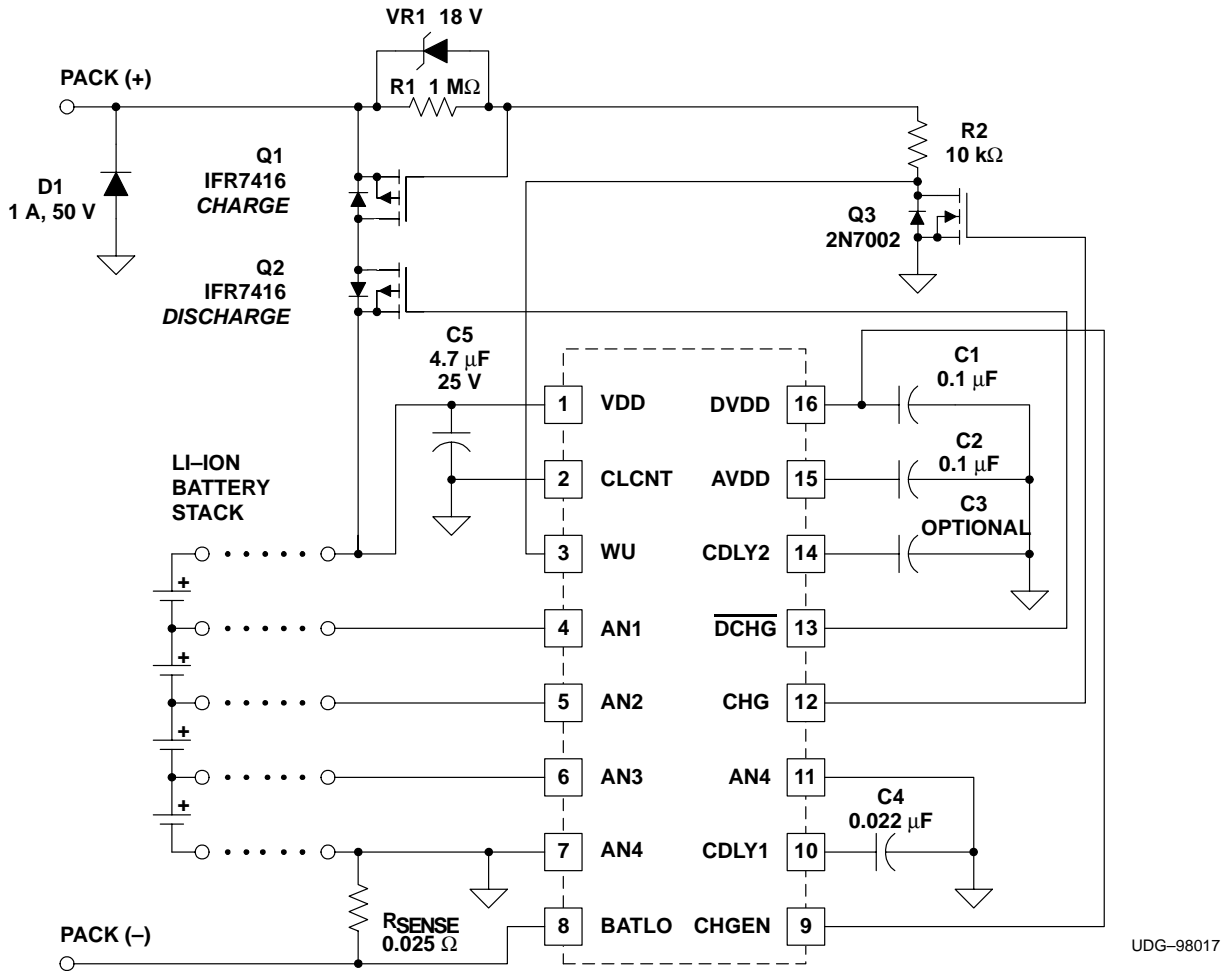 VR1 18 V
PACK (+)
R1 1 MΩ
R2
10 kΩ
Q1
IFR7416
CHARGE
D1
1 A, 50 V
Q3
2N7002
Q2
IFR7416
DISCHARGE
C5
4.7 μF
25 V
C1
0.1 μF
1 VDD DVDD 16
C2
0.1 μF
LI–ION
BATTERY
STACK
2 CLCNT AVDD 15
C3
OPTIONAL
3 WU CDLY2 14
+
4 AN1 DCHG 13
+
5 AN2 CHG 12
+
6 AN3 AN4 11
+
C4
0.022 μF
7 AN4 CDLY1 10
RSENSE
0.025 Ω
8 BATLO CHGEN 9
PACK (–)
UDG–98017